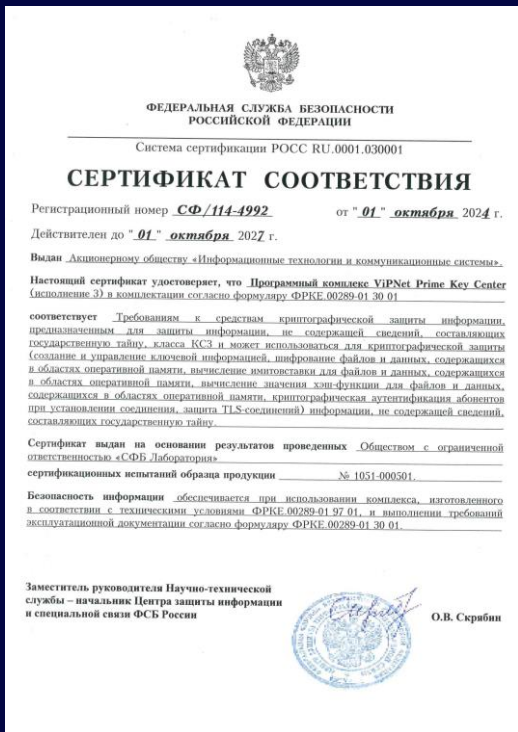 ФЕДЕРАЛЬНАЯ СЛУЖБА БЕЗОПАСНОСТИ
РОССИЙСКОЙ ФЕДЕРАЦИИ
Система сертификации РОСС RU.0001.030001
СЕРТИФИКАТ СООТВЕТСТВИЯ
Регистрационный номер СФ/114-4992 от "01" октября 2024 г.
Действителен до "01" октября 2027 г.
Выдан Акционерному обществу «Информационные технологии и коммуникационные системы».
Настоящий сертификат удостоверяет, что Программный комплекс ViPNet Prime Key Center
(исполнение 3) в комплектации согласно формуляру ФРКЕ.00289-01 30 01
соответствует Требованиям к средствам криптографической защиты информации,
предназначенным для защиты информации, не содержащей сведений, составляющих
государственную тайну, класса КС3 и может использоваться для криптографической защиты
(создание и управление ключевой информацией, шифрование файлов и данных, содержащихся
в областях оперативной памяти, вычисление имитовставки для файлов и данных, содержащихся
в областях оперативной памяти, вычисление значения хэш-функции для файлов и данных,
содержащихся в областях оперативной памяти, криптографическая аутентификация абонентов
при установлении соединения, защита TLS-соединений) информации, не содержащей сведений,
составляющих государственную тайну.
Сертификат выдан на основании результатов проведенных Обществом с ограниченной
ответственностью «СФБ Лаборатория»
сертификационных испытаний образца продукции № 1051-000501.
Безопасность информации обеспечивается при использовании комплекса, изготовленного
в соответствии с техническими условиями ФРКЕ.00289-01 97 01, и выполнении требований
эксплуатационной документации согласно формуляру ФРКЕ.00289-01 30 01.
Заместитель руководителя Научно-технической
службы – начальник Центра защиты информации
и специальной связи ФСБ России
О.В. Скрябин